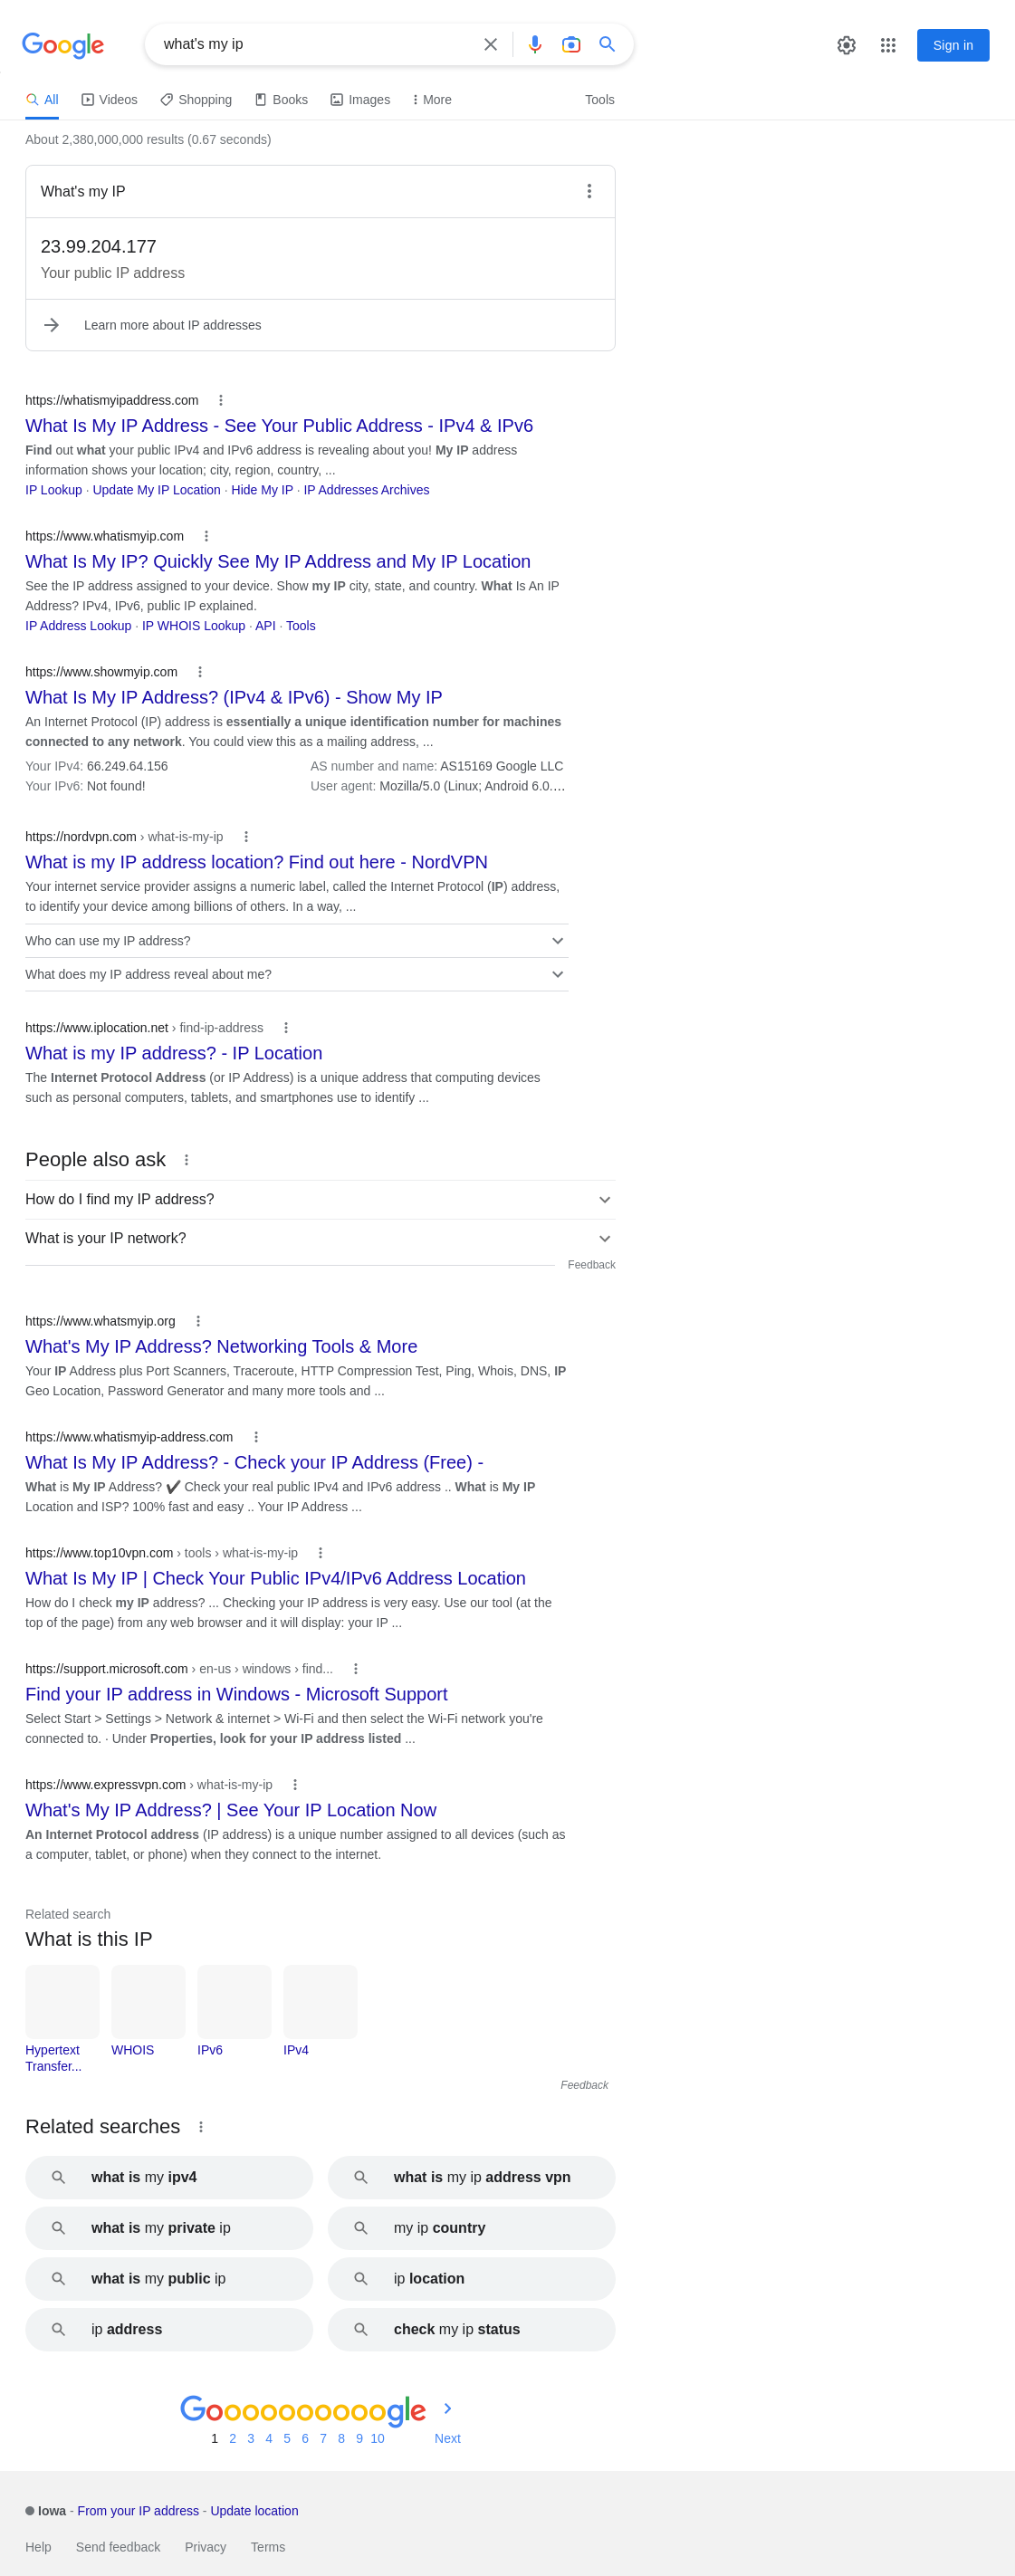 Google
what's my ip
Sign in
All
Videos
Shopping
Books
Images
More
Tools
About 2,380,000,000 results (0.67 seconds)
What's my IP
23.99.204.177
Your public IP address
Learn more about IP addresses
https://whatismyipaddress.com
What Is My IP Address - See Your Public Address - IPv4 & IPv6
Find out what your public IPv4 and IPv6 address is revealing about you! My IP address
information shows your location; city, region, country, ...
IP Lookup · Update My IP Location · Hide My IP · IP Addresses Archives
https://www.whatismyip.com
What Is My IP? Quickly See My IP Address and My IP Location
See the IP address assigned to your device. Show my IP city, state, and country. What Is An IP
Address? IPv4, IPv6, public IP explained.
IP Address Lookup · IP WHOIS Lookup · API · Tools
https://www.showmyip.com
What Is My IP Address? (IPv4 & IPv6) - Show My IP
An Internet Protocol (IP) address is essentially a unique identification number for machines
connected to any network. You could view this as a mailing address, ...
Your IPv4: 66.249.64.156
AS number and name: AS15169 Google LLC
Your IPv6: Not found!
User agent: Mozilla/5.0 (Linux; Android 6.0....
https://nordvpn.com › what-is-my-ip
What is my IP address location? Find out here - NordVPN
Your internet service provider assigns a numeric label, called the Internet Protocol (IP) address,
to identify your device among billions of others. In a way, ...
Who can use my IP address?
What does my IP address reveal about me?
https://www.iplocation.net › find-ip-address
What is my IP address? - IP Location
The Internet Protocol Address (or IP Address) is a unique address that computing devices
such as personal computers, tablets, and smartphones use to identify ...
People also ask
How do I find my IP address?
What is your IP network?
Feedback
https://www.whatsmyip.org
What's My IP Address? Networking Tools & More
Your IP Address plus Port Scanners, Traceroute, HTTP Compression Test, Ping, Whois, DNS, IP
Geo Location, Password Generator and many more tools and ...
https://www.whatismyip-address.com
What Is My IP Address? - Check your IP Address (Free) -
What is My IP Address? ✔ Check your real public IPv4 and IPv6 address .. What is My IP
Location and ISP? 100% fast and easy .. Your IP Address ...
https://www.top10vpn.com › tools › what-is-my-ip
What Is My IP | Check Your Public IPv4/IPv6 Address Location
How do I check my IP address? ... Checking your IP address is very easy. Use our tool (at the
top of the page) from any web browser and it will display: your IP ...
https://support.microsoft.com › en-us › windows › find...
Find your IP address in Windows - Microsoft Support
Select Start > Settings > Network & internet > Wi-Fi and then select the Wi-Fi network you're
connected to. · Under Properties, look for your IP address listed ...
https://www.expressvpn.com › what-is-my-ip
What's My IP Address? | See Your IP Location Now
An Internet Protocol address (IP address) is a unique number assigned to all devices (such as
a computer, tablet, or phone) when they connect to the internet.
Related search
What is this IP
Hypertext
Transfer...
WHOIS
IPv6
IPv4
Feedback
Related searches
what is my ipv4
what is my ip address vpn
what is my private ip
my ip country
what is my public ip
ip location
ip address
check my ip status
Goooooooooogle
1 2 3 4 5 6 7 8 9 10 Next
Iowa - From your IP address - Update location
Help Send feedback Privacy Terms